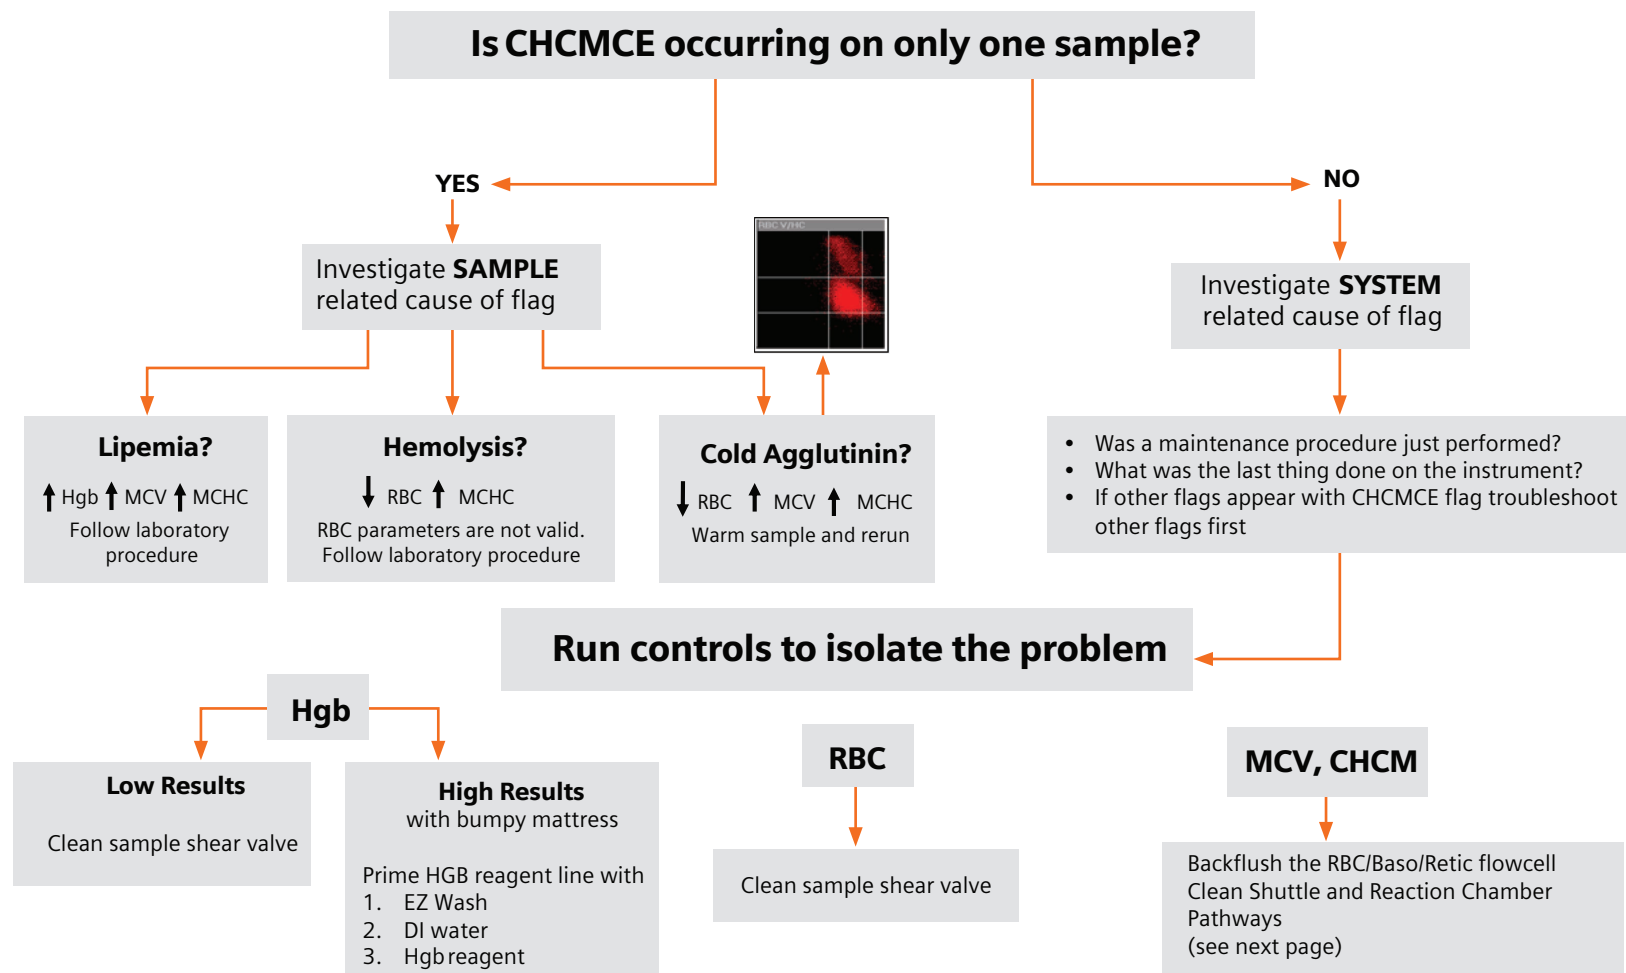 Is CHCMCE occurring on only one sample?
YES
NO
RBC V/HC
Investigate SAMPLE
related cause of flag
Investigate SYSTEM
related cause of flag
Lipemia?
Hgb MCV MCHC
Follow laboratory
procedure
Hemolysis?
RBC MCHC
RBC parameters are not valid.
Follow laboratory procedure
Cold Agglutinin?
RBC MCV MCHC
Warm sample and rerun
• Was a maintenance procedure just performed?
• What was the last thing done on the instrument?
• If other flags appear with CHCMCE flag troubleshoot
other flags first
Run controls to isolate the problem
Hgb
Low Results
Clean sample shear valve
High Results
with bumpy mattress
Prime HGB reagent line with
1. EZ Wash
2. DI water
3. Hgb reagent
RBC
Clean sample shear valve
MCV, CHCM
Backflush the RBC/Baso/Retic flowcell
Clean Shuttle and Reaction Chamber
Pathways
(see next page)